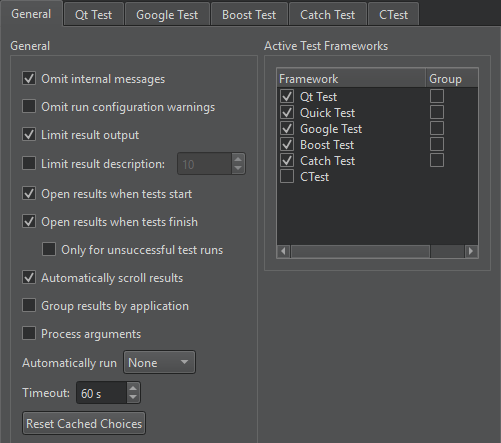 General
Qt Test
Google Test
Boost Test
Catch Test
CTest
General
Omit internal messages
Omit run configuration warnings
Limit result output
Limit result description: 10
Open results when tests start
Open results when tests finish
Only for unsuccessful test runs
Automatically scroll results
Group results by application
Process arguments
Automatically run None
Timeout: 60 s
Reset Cached Choices
Active Test Frameworks
Framework Group
Qt Test
Quick Test
Google Test
Boost Test
Catch Test
CTest